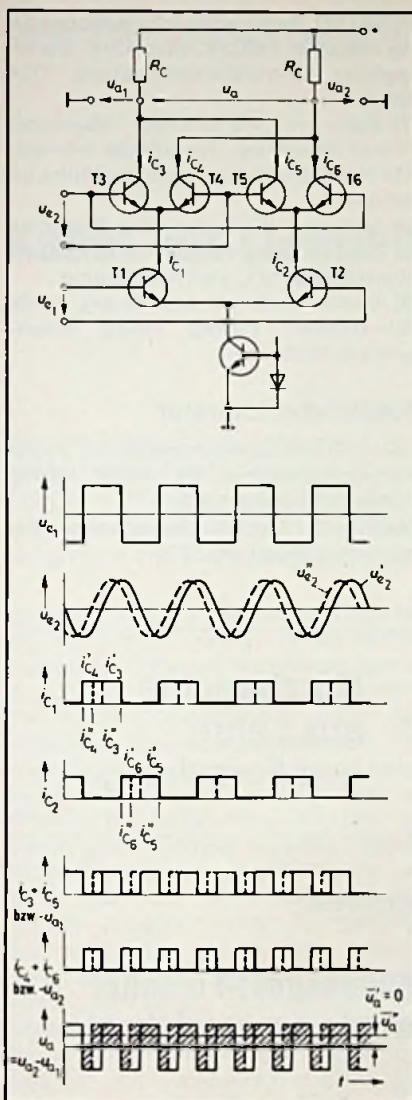 R_C R_C
u_a1 u_a u_a2
i_C3 i_C4 i_C5 i_C6
T3 T4 T5 T6
u_e2
i_C1 i_C2
T1 T2
u_e1
u_e1
u_e2
u''_e2 u'_e2
i_C1
i'_C4 i'_C3
i''_C4 i''_C3
i_C2
i'_C6 i'_C5
i''_C6 i''_C5
i_C3 + i_C5
bzw. -u_a1
i_C4 + i_C6
bzw. -u_a2
u_a
=u_a2-u_a1
u_a' = 0
u_a''
t